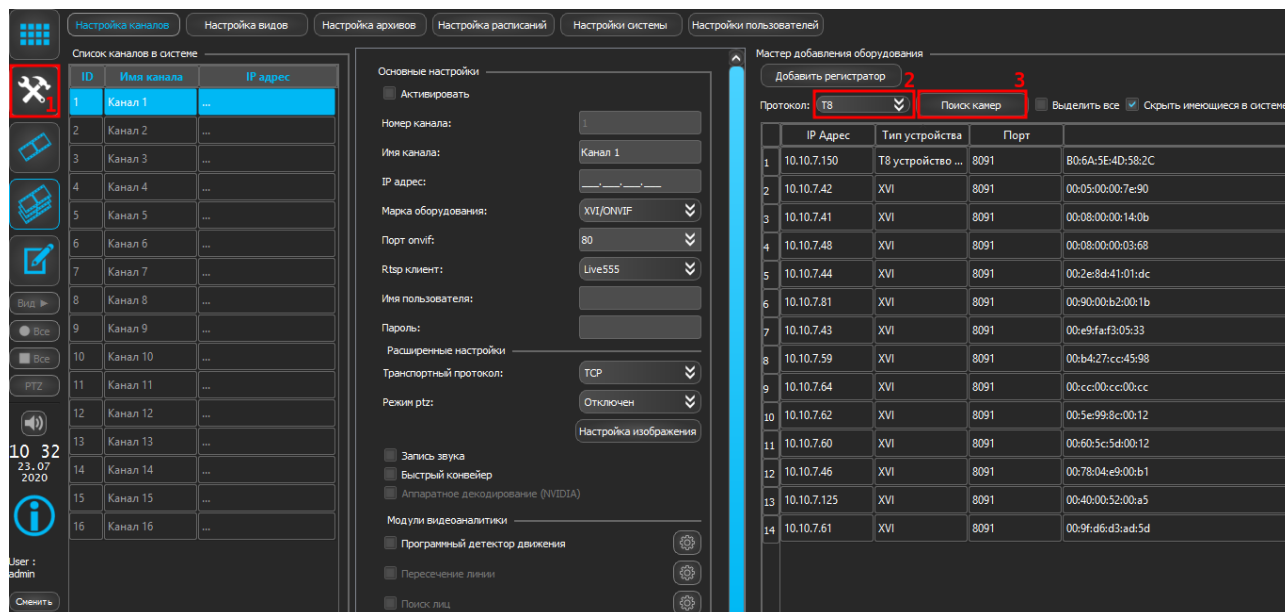 Настройка каналов Настройка видов Настройка архивов Настройка расписаний Настройки системы Настройки пользователей
1
Вид ►
Все
Все
PTZ
10 32
23.07
2020
User :
admin
Сменить
Список каналов в системе
ID Имя канала IP адрес
1 Канал 1 ...
2 Канал 2 ...
3 Канал 3 ...
4 Канал 4 ...
5 Канал 5 ...
6 Канал 6 ...
7 Канал 7 ...
8 Канал 8 ...
9 Канал 9 ...
10 Канал 10 ...
11 Канал 11 ...
12 Канал 12 ...
13 Канал 13 ...
14 Канал 14 ...
15 Канал 15 ...
16 Канал 16 ...
Основные настройки
Активировать
Номер канала: 1
Имя канала: Канал 1
IP адрес: ___.___.___.___
Марка оборудования: XVI/ONVIF
Порт onvif: 80
Rtsp клиент: Live555
Имя пользователя:
Пароль:
Расширенные настройки
Транспортный протокол: TCP
Режим ptz: Отключен
Настройка изображения
Запись звука
Быстрый конвейер
Аппаратное декодирование (NVIDIA)
Модули видеоаналитики
Программный детектор движения
Пересечение линии
Поиск лиц
Мастер добавления оборудования
Добавить регистратор
2 3
Протокол: T8 Поиск камер Выделить все Скрыть имеющиеся в системе
IP Адрес Тип устройства Порт
1 10.10.7.150 T8 устройство ... 8091 B0:6A:5E:4D:58:2C
2 10.10.7.42 XVI 8091 00:05:00:00:7e:90
3 10.10.7.41 XVI 8091 00:08:00:00:14:0b
4 10.10.7.48 XVI 8091 00:08:00:00:03:68
5 10.10.7.44 XVI 8091 00:2e:8d:41:01:dc
6 10.10.7.81 XVI 8091 00:90:00:b2:00:1b
7 10.10.7.43 XVI 8091 00:e9:fa:f3:05:33
8 10.10.7.59 XVI 8091 00:b4:27:cc:45:98
9 10.10.7.64 XVI 8091 00:cc:00:cc:00:cc
10 10.10.7.62 XVI 8091 00:5e:99:8c:00:12
11 10.10.7.60 XVI 8091 00:60:5c:5d:00:12
12 10.10.7.46 XVI 8091 00:78:04:e9:00:b1
13 10.10.7.125 XVI 8091 00:40:00:52:00:a5
14 10.10.7.61 XVI 8091 00:9f:d6:d3:ad:5d